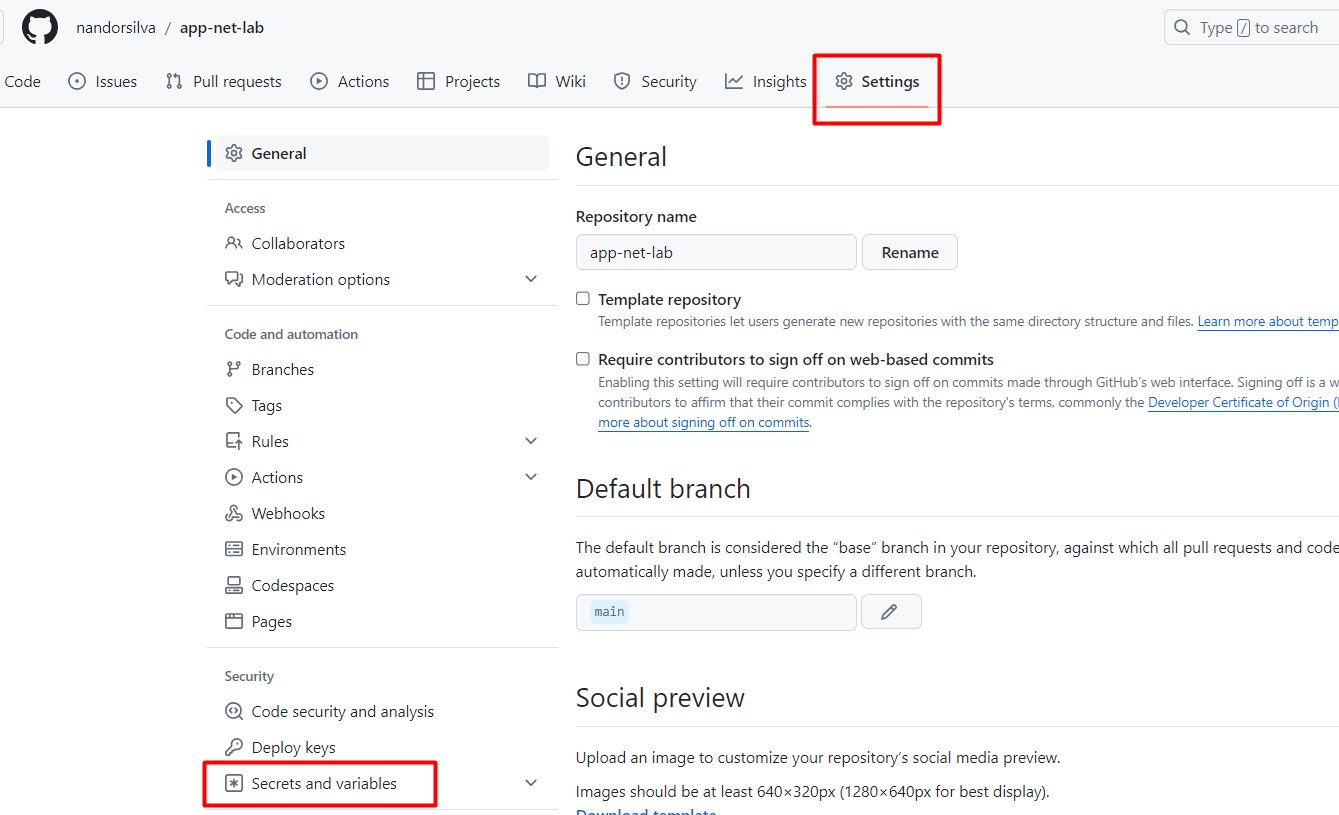 nandorsilva / app-net-lab
Type / to search
Code Issues Pull requests Actions Projects Wiki Security Insights Settings
General
Access
Collaborators
Moderation options
Code and automation
Branches
Tags
Rules
Actions
Webhooks
Environments
Codespaces
Pages
Security
Code security and analysis
Deploy keys
Secrets and variables
General
Repository name
app-net-lab Rename
Template repository
Template repositories let users generate new repositories with the same directory structure and files. Learn more about temp
Require contributors to sign off on web-based commits
Enabling this setting will require contributors to sign off on commits made through GitHub’s web interface. Signing off is a w
contributors to affirm that their commit complies with the repository's terms, commonly the Developer Certificate of Origin (
more about signing off on commits.
Default branch
The default branch is considered the “base” branch in your repository, against which all pull requests and code
automatically made, unless you specify a different branch.
main
Social preview
Upload an image to customize your repository’s social media preview.
Images should be at least 640×320px (1280×640px for best display).
Download template